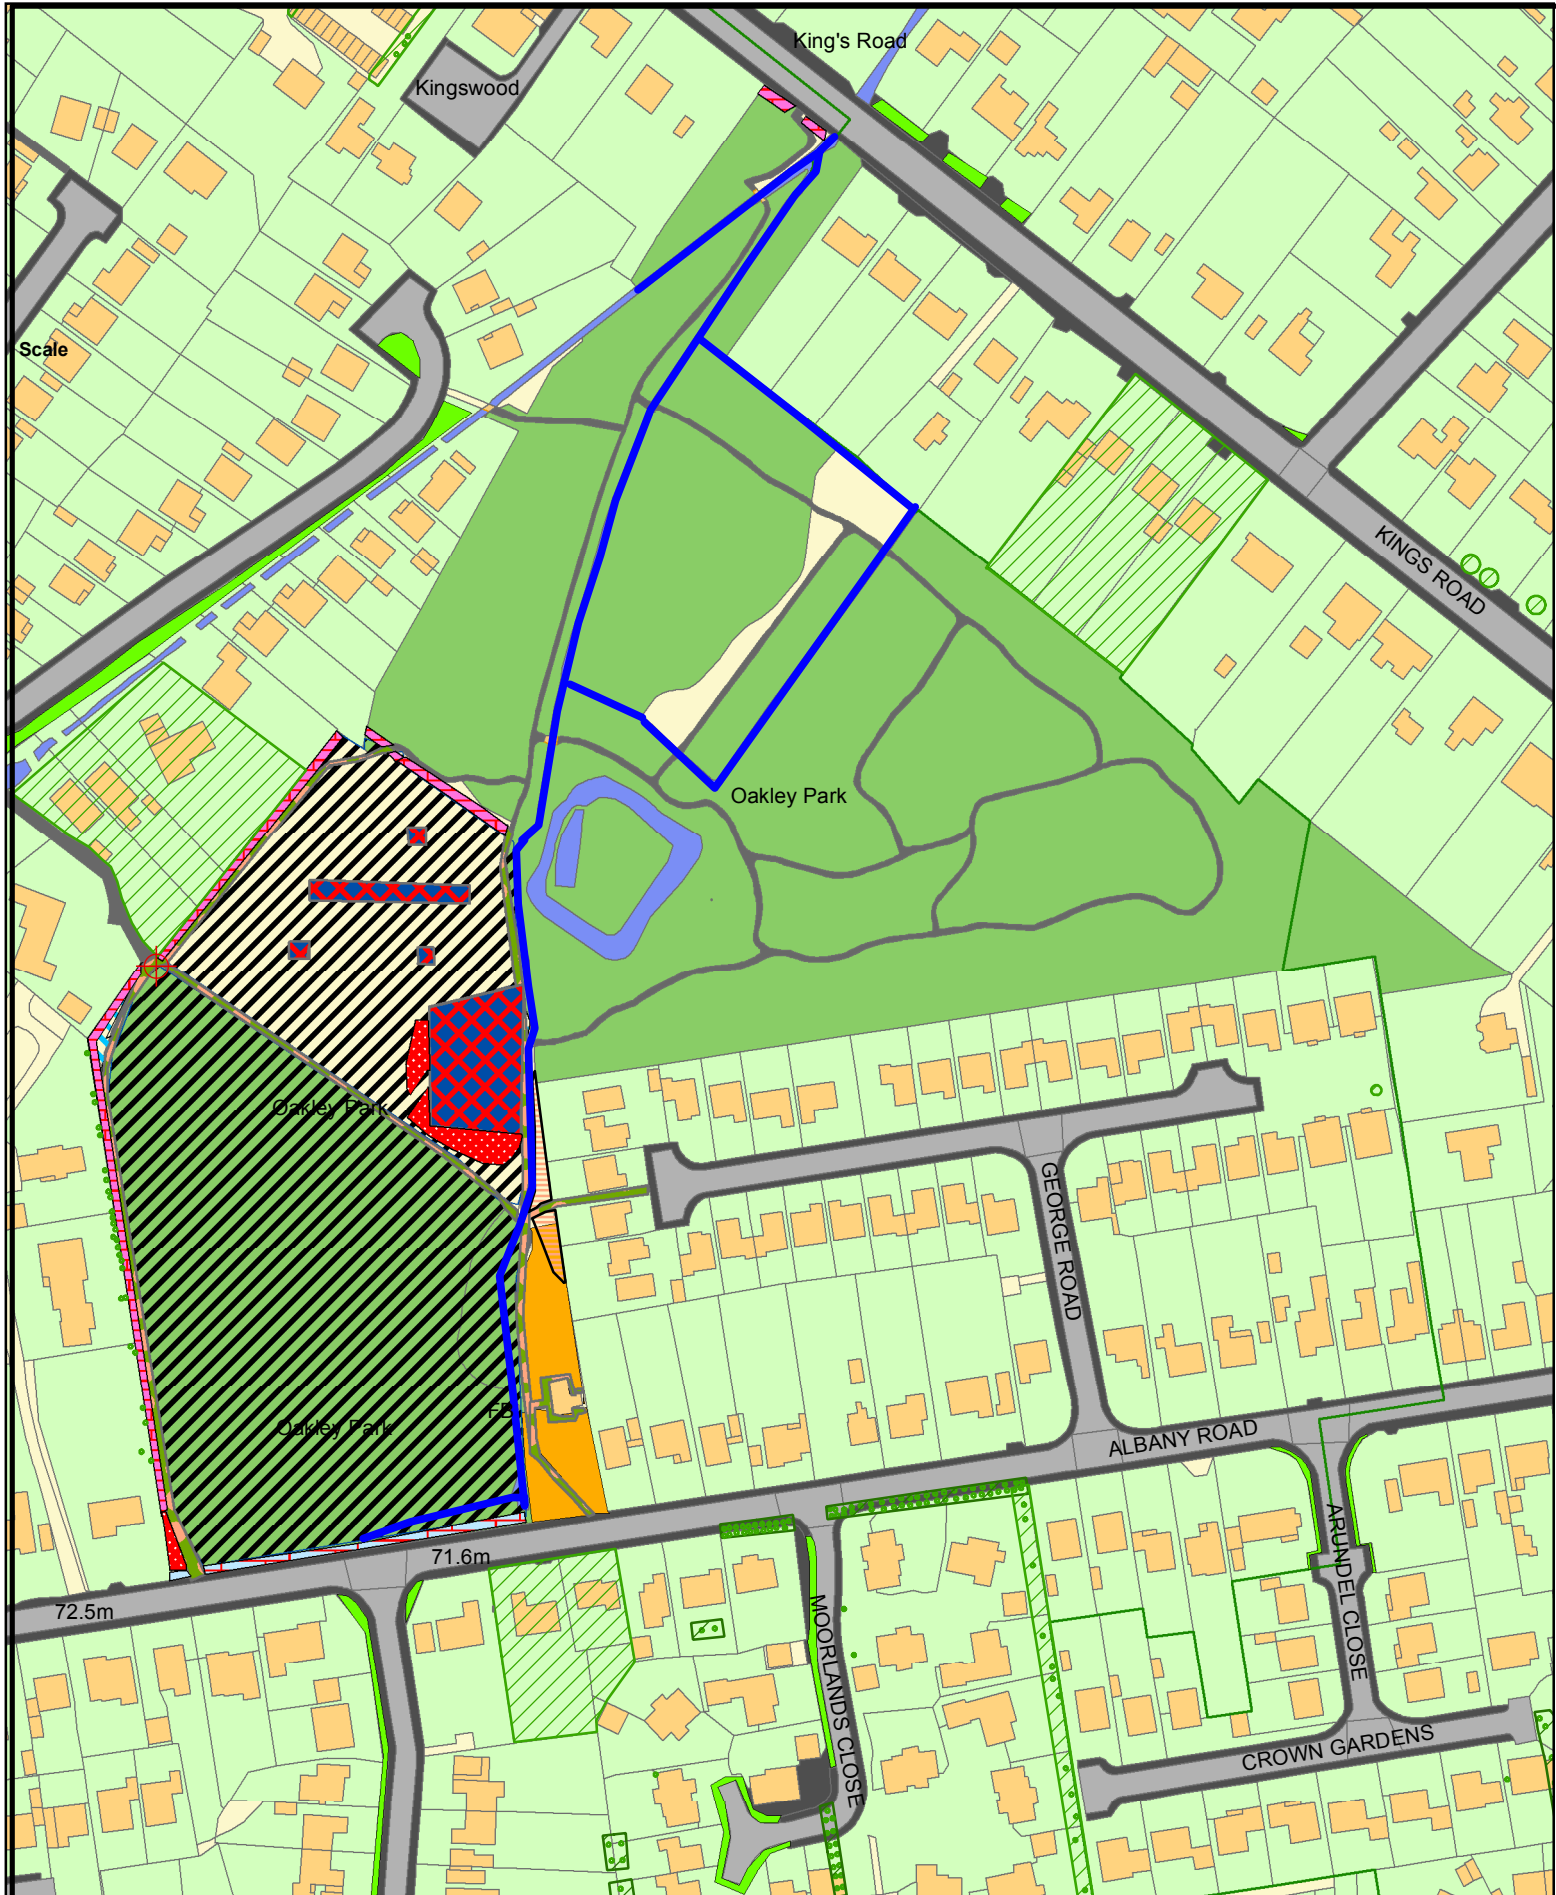 King's Road
Kingswood
Scale
KINGS ROAD
Oakley Park
Oakley Park
GEORGE ROAD
Oakley Park
FB
ALBANY ROAD
71.6m
72.5m
ARUNDEL CLOSE
MOORLANDS CLOSE
CROWN GARDENS